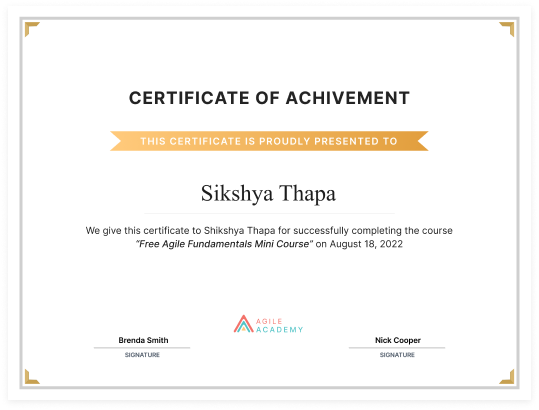 CERTIFICATE OF ACHIVEMENT
THIS CERTIFICATE IS PROUDLY PRESENTED TO
Sikshya Thapa
We give this certificate to Shikshya Thapa for successfully completing the course
“Free Agile Fundamentals Mini Course” on August 18, 2022
AGILE
ACADEMY
Brenda Smith
SIGNATURE
Nick Cooper
SIGNATURE